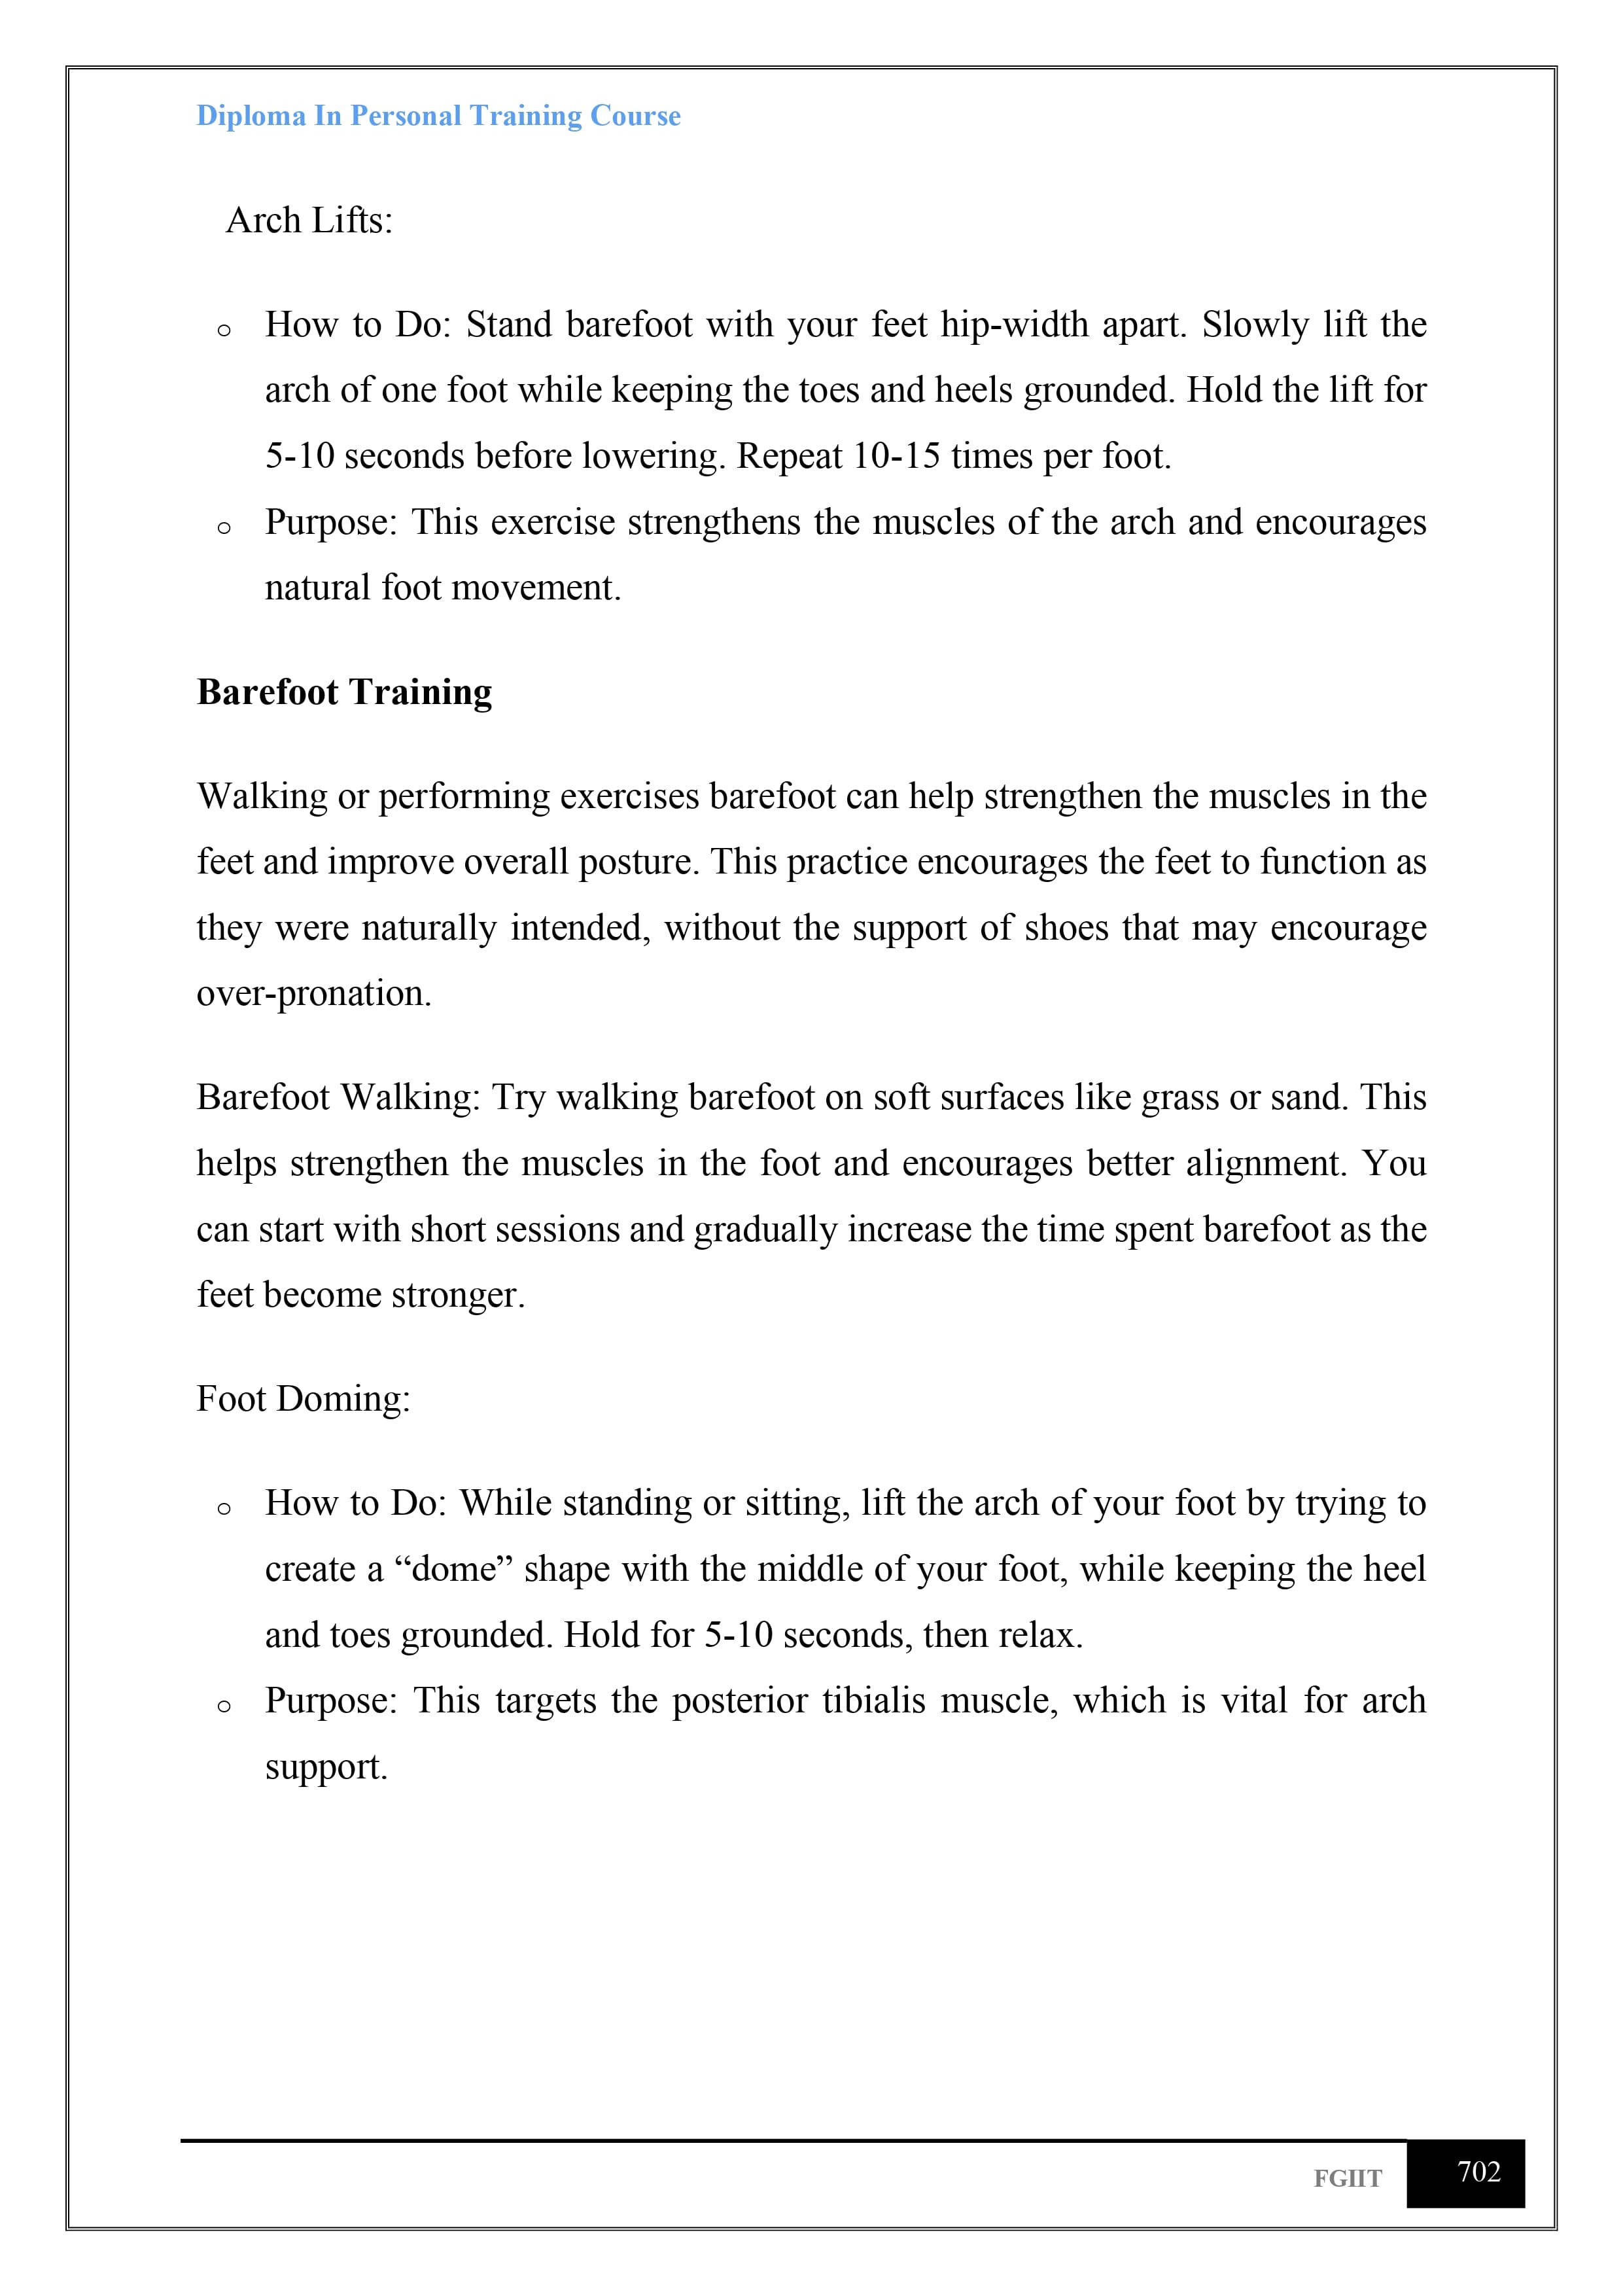 Diploma In Personal Training Course
Arch Lifts:
o How to Do: Stand barefoot with your feet hip-width apart. Slowly lift the
arch of one foot while keeping the toes and heels grounded. Hold the lift for
5-10 seconds before lowering. Repeat 10-15 times per foot.
o Purpose: This exercise strengthens the muscles of the arch and encourages
natural foot movement.
Barefoot Training
Walking or performing exercises barefoot can help strengthen the muscles in the
feet and improve overall posture. This practice encourages the feet to function as
they were naturally intended, without the support of shoes that may encourage
over-pronation.
Barefoot Walking: Try walking barefoot on soft surfaces like grass or sand. This
helps strengthen the muscles in the foot and encourages better alignment. You
can start with short sessions and gradually increase the time spent barefoot as the
feet become stronger.
Foot Doming:
o How to Do: While standing or sitting, lift the arch of your foot by trying to
create a “dome” shape with the middle of your foot, while keeping the heel
and toes grounded. Hold for 5-10 seconds, then relax.
o Purpose: This targets the posterior tibialis muscle, which is vital for arch
support.
FGIIT 702